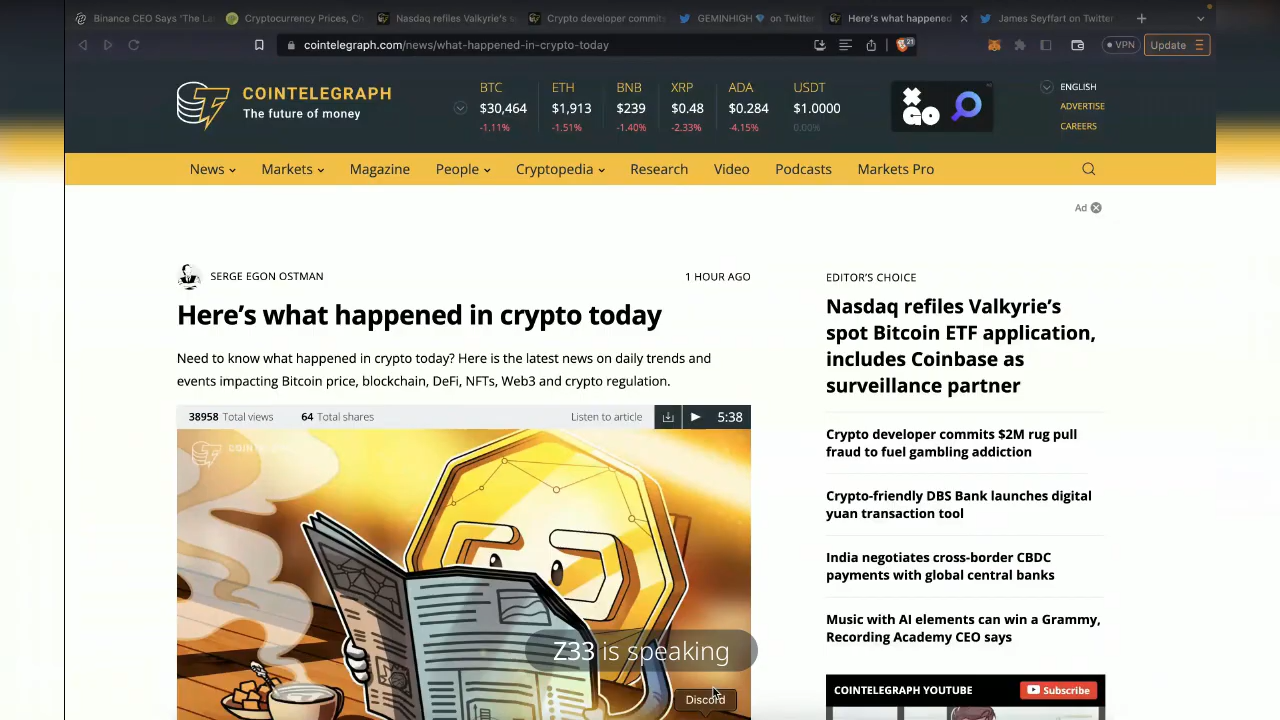 Binance CEO Says 'The La
Cryptocurrency Prices, Ch
Nasdaq refiles Valkyrie's s
Crypto developer commits
GEMINHIGH 💎 on Twitter
Here's what happened
James Seyffart on Twitter
cointelegraph.com/news/what-happened-in-crypto-today
21
VPN
Update
COINTELEGRAPH
The future of money
BTC ETH BNB XRP ADA USDT
$30,464 $1,913 $239 $0.48 $0.284 $1.0000
-1.11% -1.51% -1.40% -2.33% -4.15% 0.00%
GO
ENGLISH
ADVERTISE
CAREERS
News Markets Magazine People Cryptopedia Research Video Podcasts Markets Pro
Ad
SERGE EGON OSTMAN
1 HOUR AGO
Here's what happened in crypto today
Need to know what happened in crypto today? Here is the latest news on daily trends and
events impacting Bitcoin price, blockchain, DeFi, NFTs, Web3 and crypto regulation.
38958 Total views 64 Total shares Listen to article 5:38
Z33 is speaking
Discord
EDITOR'S CHOICE
Nasdaq refiles Valkyrie's
spot Bitcoin ETF application,
includes Coinbase as
surveillance partner
Crypto developer commits $2M rug pull
fraud to fuel gambling addiction
Crypto-friendly DBS Bank launches digital
yuan transaction tool
India negotiates cross-border CBDC
payments with global central banks
Music with AI elements can win a Grammy,
Recording Academy CEO says
COINTELEGRAPH YOUTUBE
Subscribe